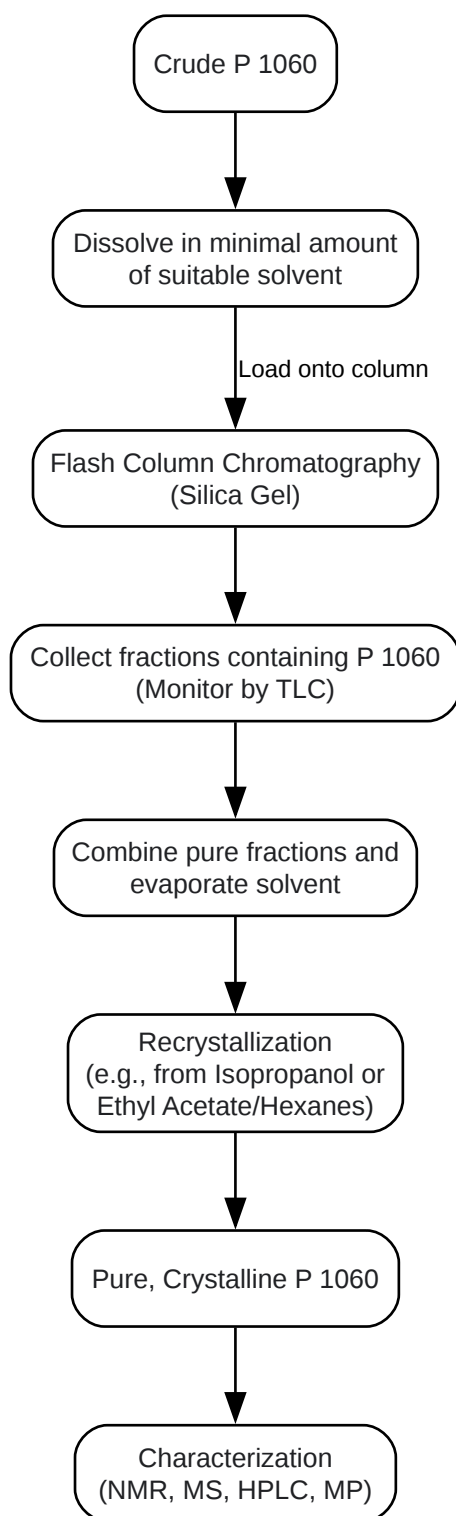 Crude P 1060
Dissolve in minimal amount
of suitable solvent
Load onto column
Flash Column Chromatography
(Silica Gel)
Collect fractions containing P 1060
(Monitor by TLC)
Combine pure fractions and
evaporate solvent
Recrystallization
(e.g., from Isopropanol or
Ethyl Acetate/Hexanes)
Pure, Crystalline P 1060
Characterization
(NMR, MS, HPLC, MP)